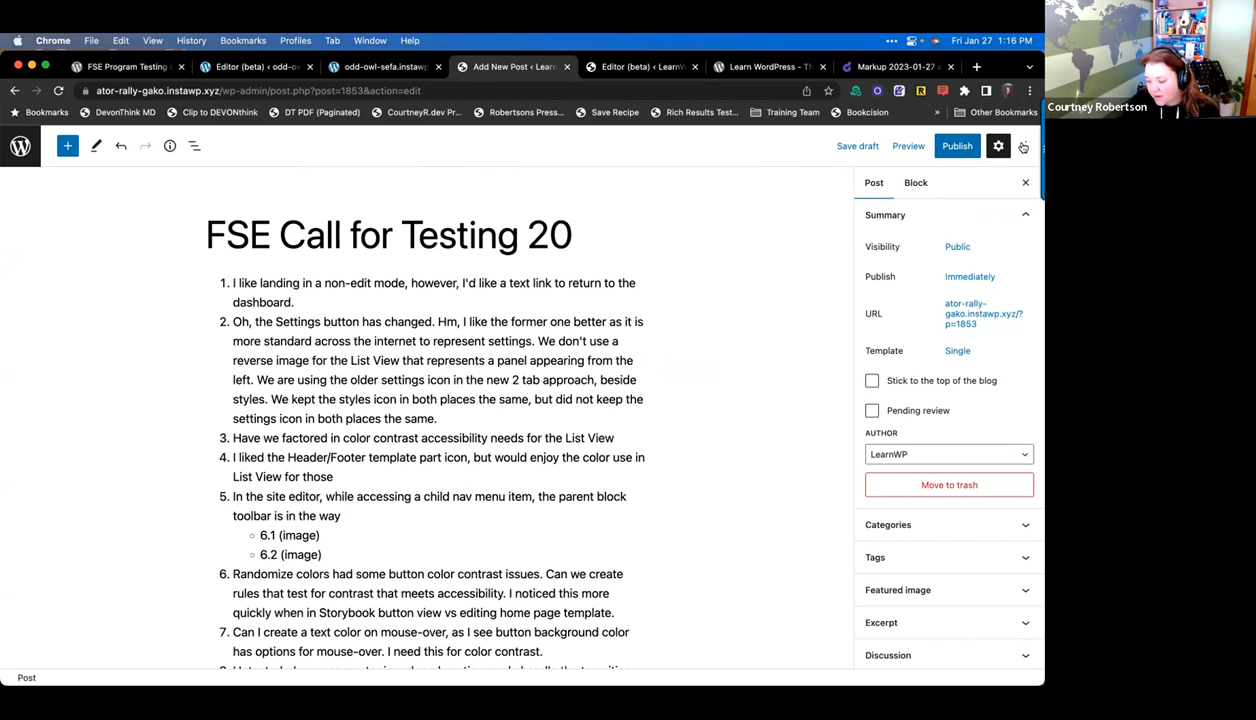 Chrome File Edit View History Bookmarks Profiles Tab Window Help Fri Jan 27 1:16 PM
FSE Program Testing Editor (beta) ‹ odd-ow odd-owl-sefa.instawp Add New Post ‹ Learn Editor (beta) ‹ LearnW Learn WordPress - Th Markup 2023-01-27 a
ator-rally-gako.instawp.xyz/wp-admin/post.php?post=1853&action=edit
Bookmarks DevonThink MD Clip to DEVONthink DT PDF (Paginated) CourtneyR.dev Pr... Robertsons Press... Save Recipe Rich Results Test... Training Team Bookcision » Other Bookmarks
Courtney Robertson
Save draft Preview Publish
Post Block
Summary
Visibility Public
Publish Immediately
URL ator-rally-
gako.instawp.xyz/?
p=1853
Template Single
Stick to the top of the blog
Pending review
AUTHOR
LearnWP
Move to trash
Categories
Tags
Featured image
Excerpt
Discussion
FSE Call for Testing 20
1. I like landing in a non-edit mode, however, I'd like a text link to return to the
dashboard.
2. Oh, the Settings button has changed. Hm, I like the former one better as it is
more standard across the internet to represent settings. We don't use a
reverse image for the List View that represents a panel appearing from the
left. We are using the older settings icon in the new 2 tab approach, beside
styles. We kept the styles icon in both places the same, but did not keep the
settings icon in both places the same.
3. Have we factored in color contrast accessibility needs for the List View
4. I liked the Header/Footer template part icon, but would enjoy the color use in
List View for those
5. In the site editor, while accessing a child nav menu item, the parent block
toolbar is in the way
6.1 (image)
6.2 (image)
6. Randomize colors had some button color contrast issues. Can we create
rules that test for contrast that meets accessibility. I noticed this more
quickly when in Storybook button view vs editing home page template.
7. Can I create a text color on mouse-over, as I see button background color
has options for mouse-over. I need this for color contrast.
Post